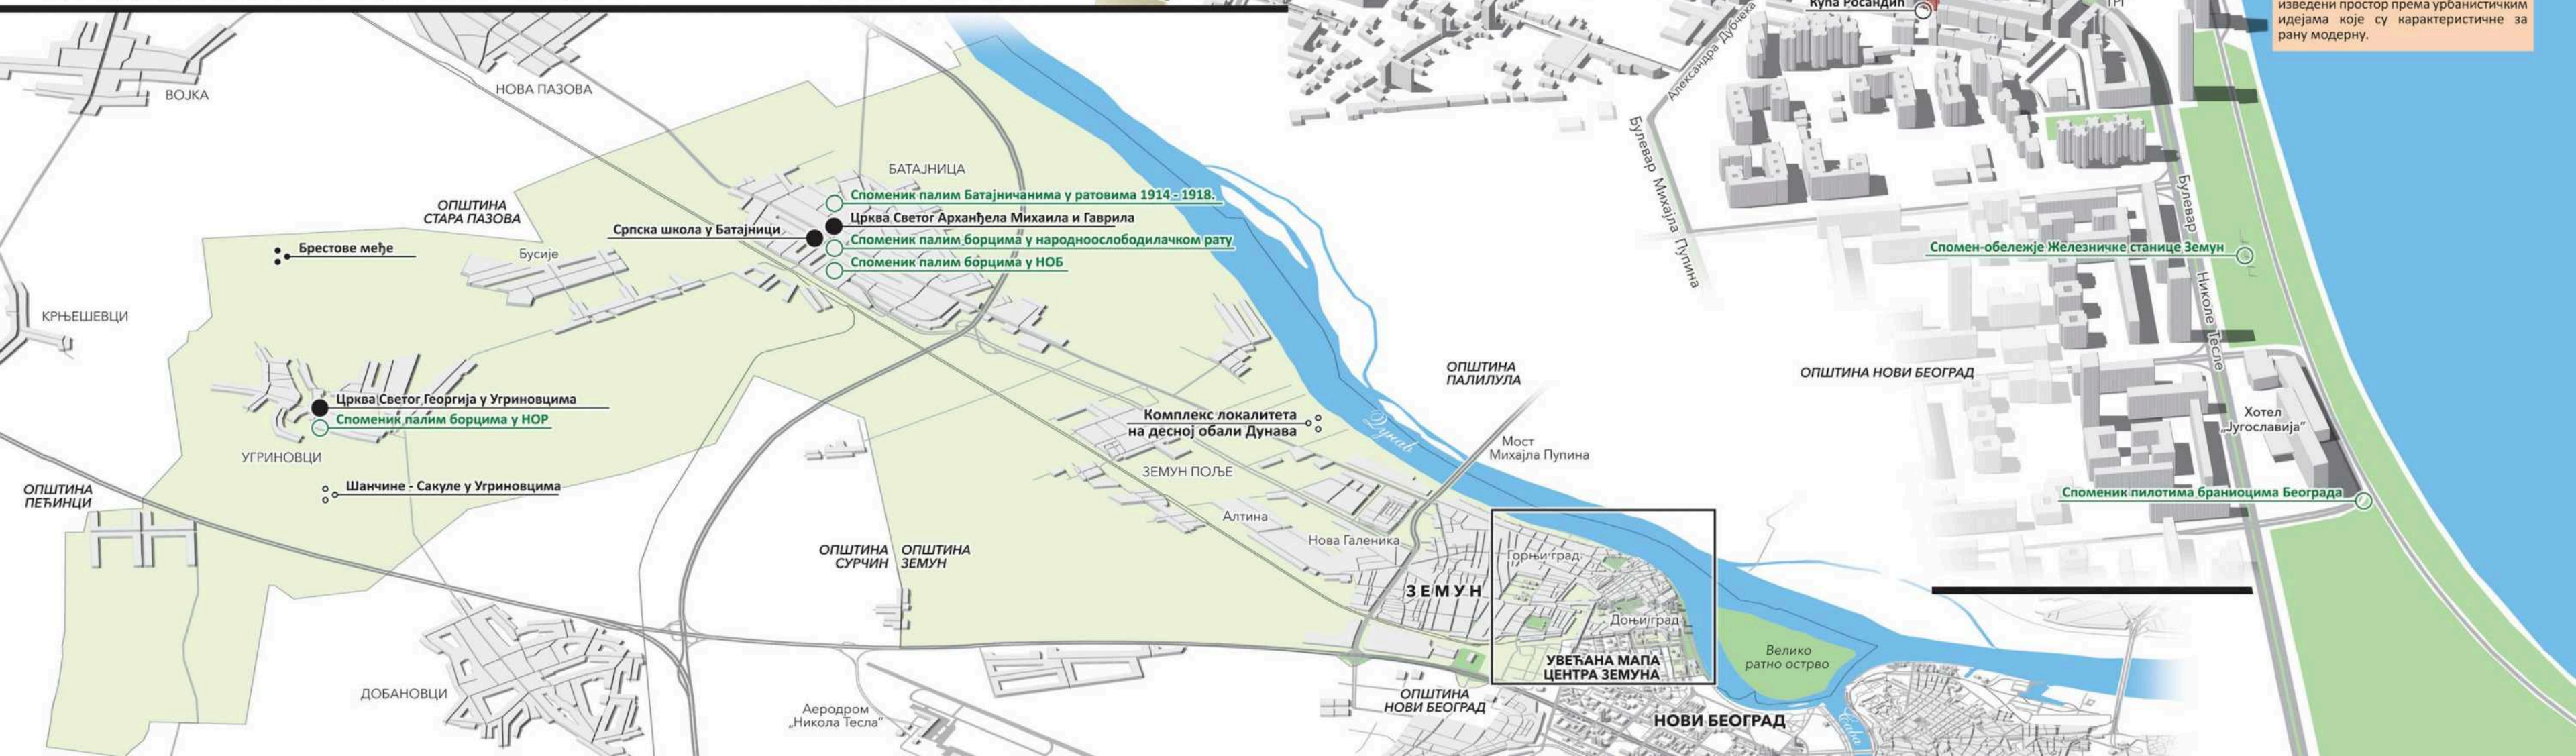 Кућа Росандић
ТРГ
изведени простор према урбанистичким
идејама које су карактеристичне за
рану модерну.
Александра Дубчека
Булевар Михајла Пупина
Булевар
Николе Тесле
ВОЈКА
НОВА ПАЗОВА
БАТАЈНИЦА
Споменик палим Батајничанима у ратовима 1914 - 1918.
Црква Светог Арханђела Михаила и Гаврила
Српска школа у Батајници
Споменик палим борцима у народноослободилачком рату
Споменик палим борцима у НОБ
ОПШТИНА
СТАРА ПАЗОВА
Брестове међе
Бусије
КРЊЕШЕВЦИ
Црква Светог Георгија у Угриновцима
Споменик палим борцима у НОР
УГРИНОВЦИ
Шанчине - Сакуле у Угриновцима
ОПШТИНА
ПЕЋИНЦИ
ОПШТИНА
ПАЛИЛУЛА
Комплекс локалитета
на десној обали Дунава
Дунав
Мост
Михајла Пупина
ЗЕМУН ПОЉЕ
Алтина
Нова Галеника
ОПШТИНА
СУРЧИН
ОПШТИНА
ЗЕМУН
ЗЕМУН
Горњи град
Доњи град
УВЕЋАНА МАПА
ЦЕНТРА ЗЕМУНА
Велико
ратно острво
ДОБАНОВЦИ
Аеродром
„Никола Тесла“
ОПШТИНА
НОВИ БЕОГРАД
НОВИ БЕОГРАД
Сава
Спомен-обележје Железничке станице Земун
ОПШТИНА НОВИ БЕОГРАД
Хотел
„Југославија“
Споменик пилотима браниоцима Београда